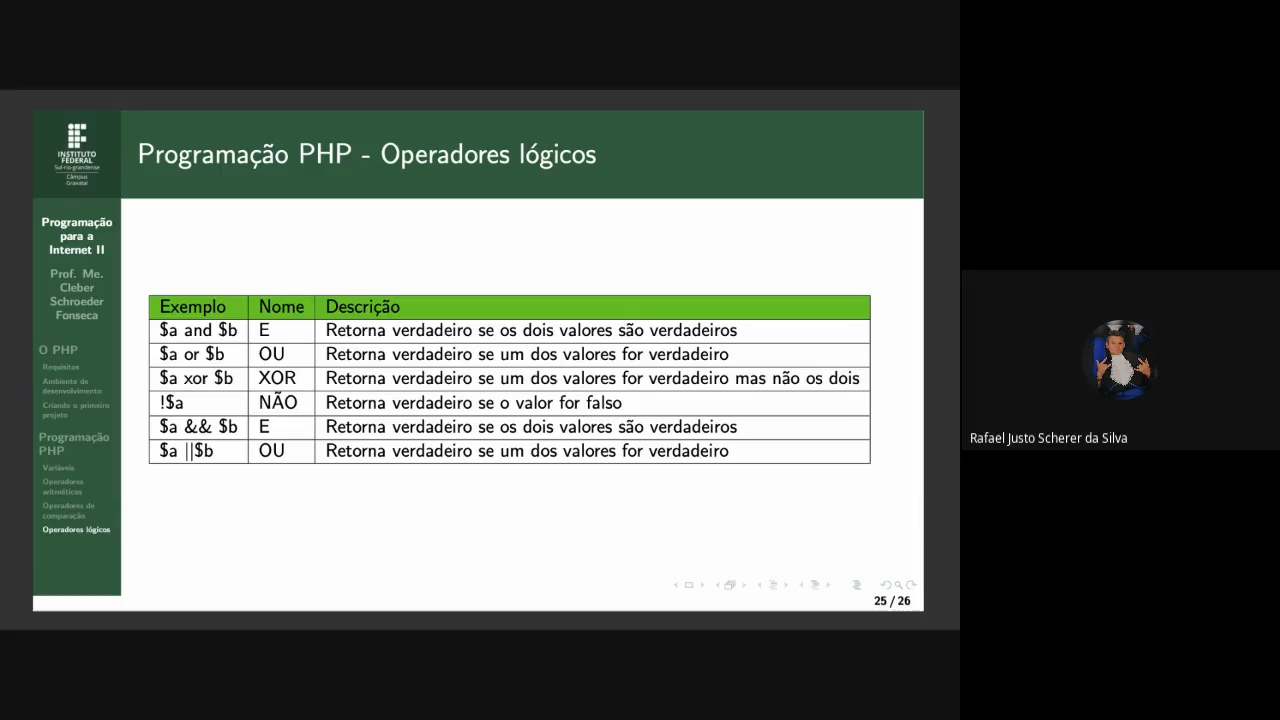 INSTITUTO
FEDERAL
Sul-rio-grandense
Câmpus
Gravataí
Programação PHP - Operadores lógicos
Programação
para a
Internet II
Prof. Me.
Cleber
Schroeder
Fonseca
O PHP
Requisitos
Ambiente de
desenvolvimento
Criando o primeiro
projeto
Programação
PHP
Variáveis
Operadores
aritméticos
Operadores de
comparação
Operadores lógicos
Exemplo Nome Descrição
$a and $b E Retorna verdadeiro se os dois valores são verdadeiros
$a or $b OU Retorna verdadeiro se um dos valores for verdadeiro
$a xor $b XOR Retorna verdadeiro se um dos valores for verdadeiro mas não os dois
!$a NÃO Retorna verdadeiro se o valor for falso
$a && $b E Retorna verdadeiro se os dois valores são verdadeiros
$a ||$b OU Retorna verdadeiro se um dos valores for verdadeiro
25 / 26
Rafael Justo Scherer da Silva